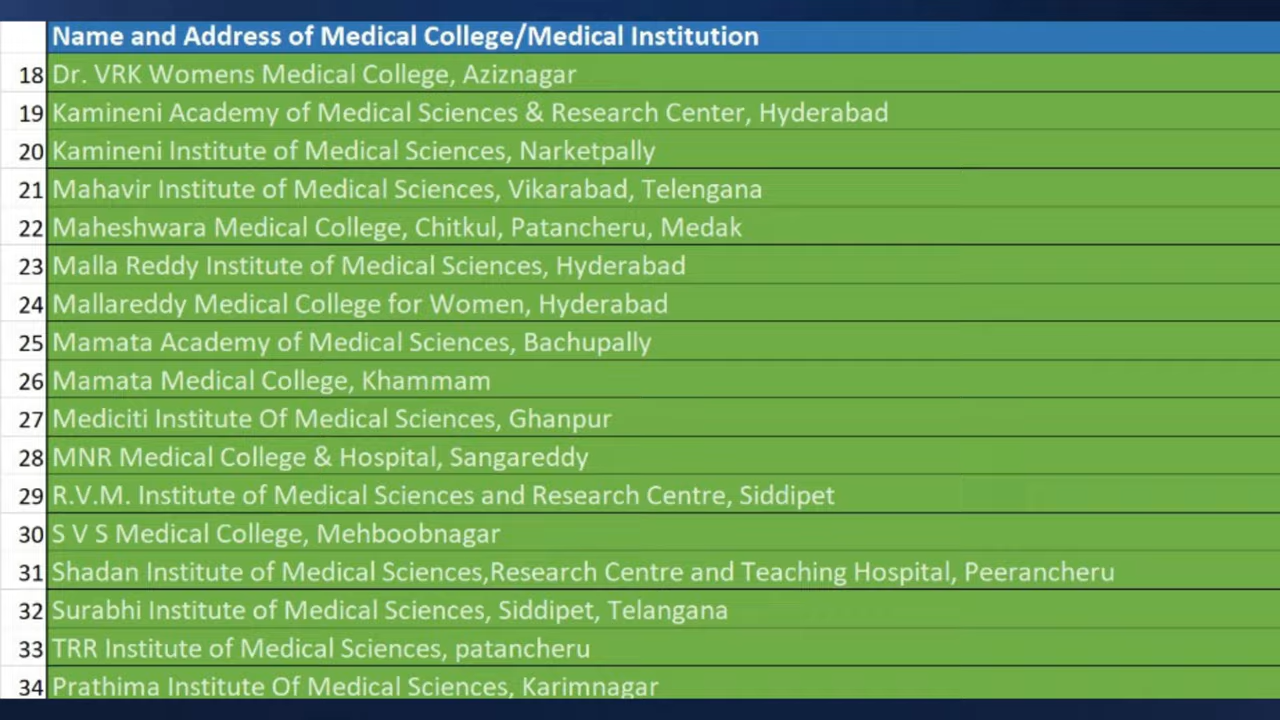 Name and Address of Medical College/Medical Institution
18 Dr. VRK Womens Medical College, Aziznagar
19 Kamineni Academy of Medical Sciences & Research Center, Hyderabad
20 Kamineni Institute of Medical Sciences, Narketpally
21 Mahavir Institute of Medical Sciences, Vikarabad, Telengana
22 Maheshwara Medical College, Chitkul, Patancheru, Medak
23 Malla Reddy Institute of Medical Sciences, Hyderabad
24 Mallareddy Medical College for Women, Hyderabad
25 Mamata Academy of Medical Sciences, Bachupally
26 Mamata Medical College, Khammam
27 Mediciti Institute Of Medical Sciences, Ghanpur
28 MNR Medical College & Hospital, Sangareddy
29 R.V.M. Institute of Medical Sciences and Research Centre, Siddipet
30 S V S Medical College, Mehboobnagar
31 Shadan Institute of Medical Sciences,Research Centre and Teaching Hospital, Peerancheru
32 Surabhi Institute of Medical Sciences, Siddipet, Telangana
33 TRR Institute of Medical Sciences, patancheru
34 Prathima Institute Of Medical Sciences, Karimnagar